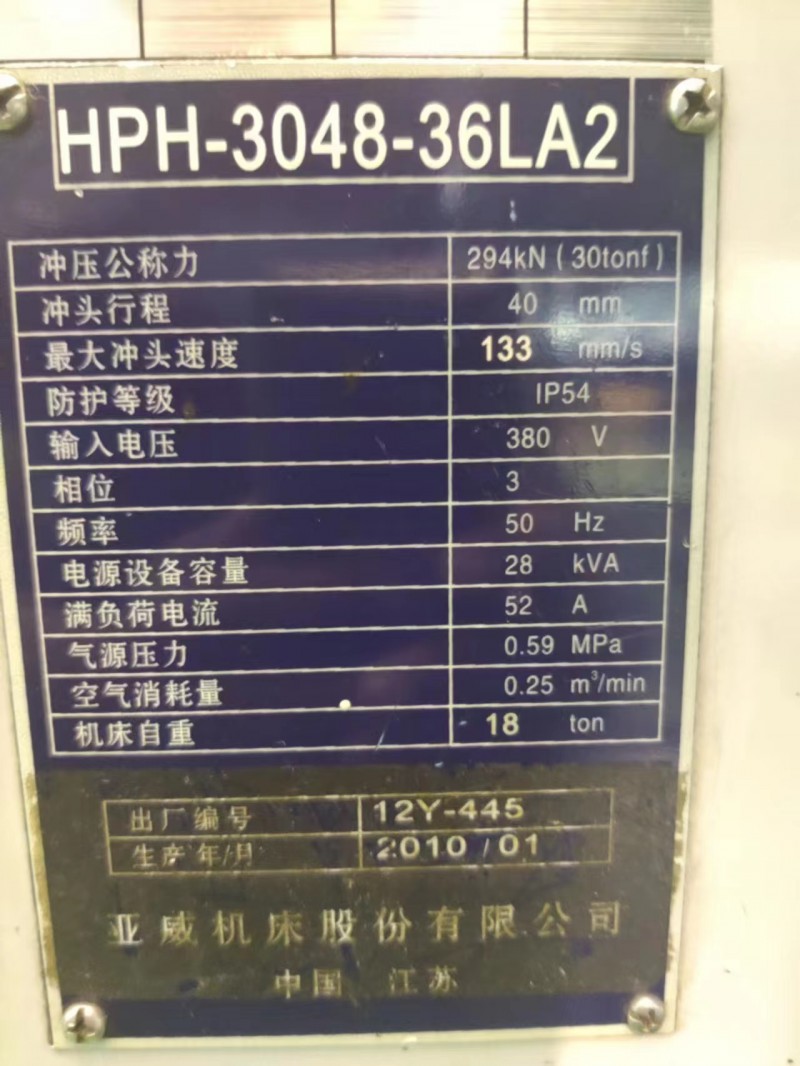 HPH-3048-36LA2
冲压公称力 294kN(30tonf)
冲头行程 40 mm
最大冲头速度 133 mm/s
防护等级 IP54
输入电压 380 V
相位 3
频率 50 Hz
电源设备容量 28 kVA
满负荷电流 52 A
气源压力 0.59 MPa
空气消耗量 0.25 m³/min
机床自重 18 ton
出厂编号 12Y-445
生产年/月 2010/01
亚威机床股份有限公司
中国 江苏